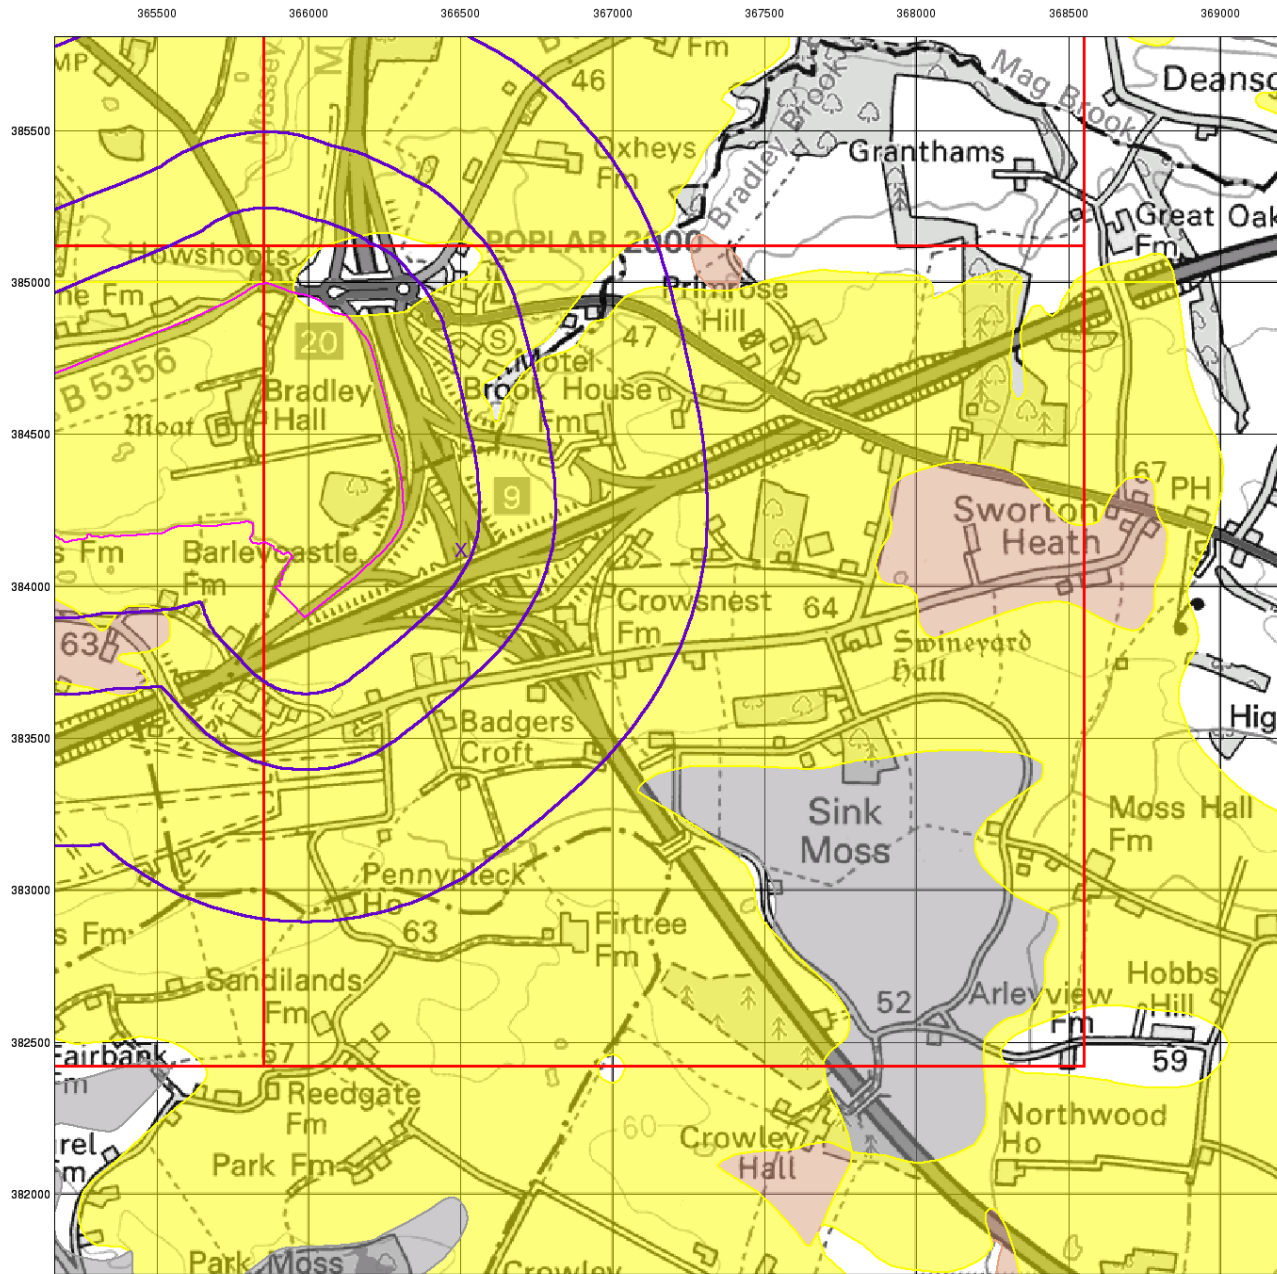 365500 366000 366500 367000 367500 368000 368500 369000
385500
385000
384500
384000
383500
383000
382500
382000
MP
Massey
M
46
Fm
Mag Brook
Deansc
Oxheys
Fm
Bradley Brook
Granthams
Great Oak
Fm
Howshoots
POPLAR 2000
ne Fm
Primrose
Hill
20
S
47
B 5356
Motel
Bradley
Hall
Brook House
Fm
Moat
9
67
PH
Sworton
Heath
s Fm
Barleycastle
Fm
X
Crowsnest
Fm
64
63
Swineyard
Hall
Badgers
Croft
Hig
Sink
Moss
Moss Hall
Fm
Pennypleck
Ho
63
Firtree
Fm
s Fm
Sandilands
Fm
52
Arleyview
Fm
Hobbs
Hill
Fairbank
Fm
67
59
Reedgate
Fm
Northwood
Ho
60
Crowley
Hall
rel
m
Park Fm
Park Moss
Crowley